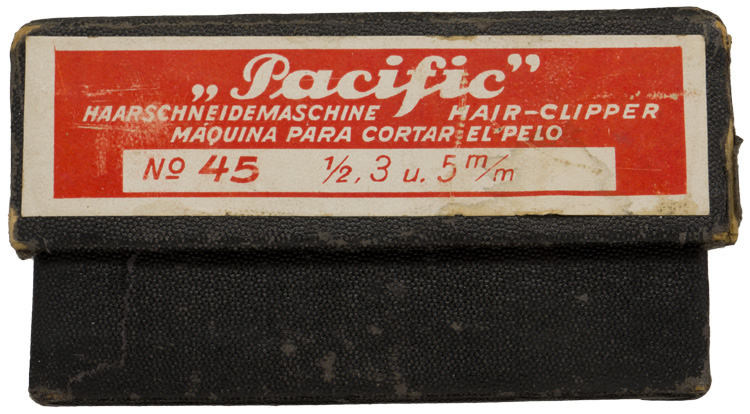 „Pacific”
HAARSCHNEIDEMASCHINE HAIR-CLIPPER
MÁQUINA PARA CORTAR EL PELO
Nº 45 ½, 3 u. 5 m/m